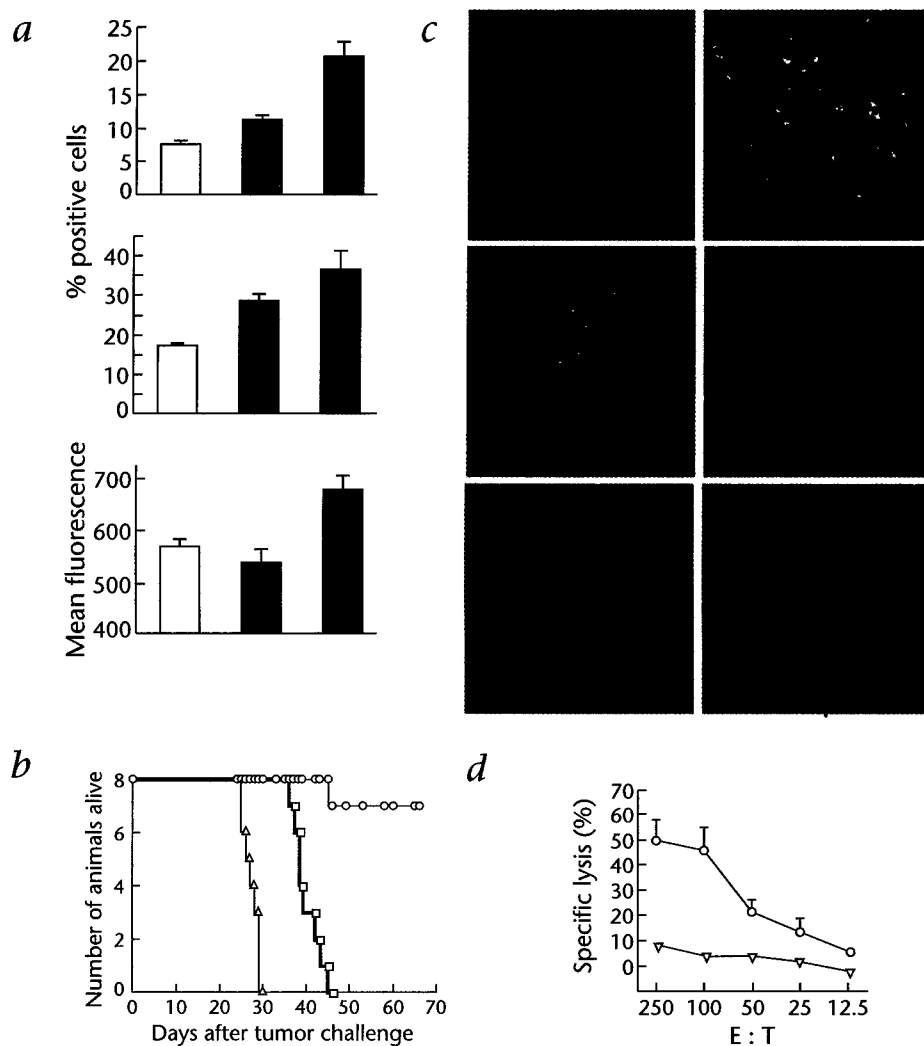 a
25
20
15
10
5
0
% positive cells
40
30
20
10
0
700
600
500
400
Mean fluorescence
b
8
6
4
2
0
Number of animals alive
0 10 20 30 40 50 60 70
Days after tumor challenge
c
d
70
60
50
40
30
20
10
0
Specific lysis (%)
250 100 50 25 12.5
E : T